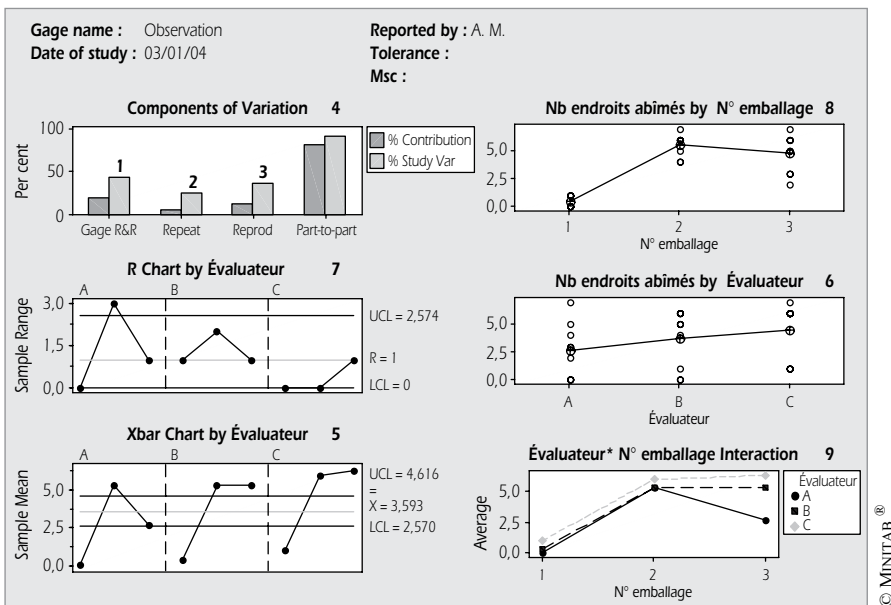 Gage name : Observation
Date of study : 03/01/04
Reported by : A. M.
Tolerance :
Msc :
Components of Variation 4
Per cent
100
50
0
1
2
3
Gage R&R Repeat Reprod Part-to-part
% Contribution
% Study Var
Nb endroits abîmés by N° emballage 8
5,0
2,5
0,0
1 2 3
N° emballage
R Chart by Évaluateur 7
A B C
Sample Range
3,0
1,5
0,0
UCL = 2,574
R = 1
LCL = 0
Nb endroits abîmés by Évaluateur 6
5,0
2,5
0,0
A B C
Évaluateur
Xbar Chart by Évaluateur 5
A B C
Sample Mean
5,0
2,5
0,0
UCL = 4,616
=
X = 3,593
LCL = 2,570
Évaluateur* N° emballage Interaction 9
Average
5,0
2,5
0,0
1 2 3
N° emballage
Évaluateur
A
B
C
© MINITAB ®